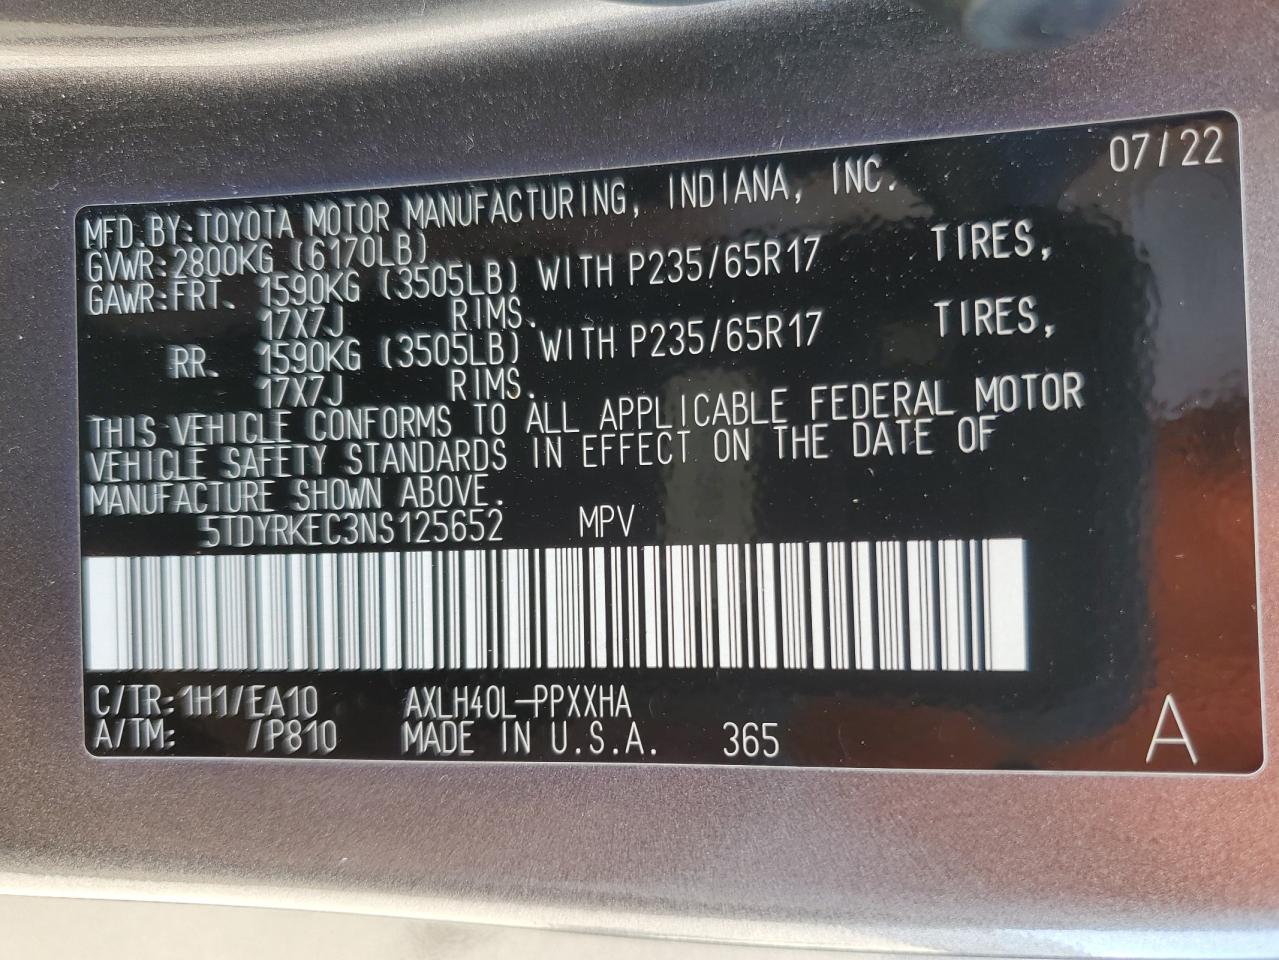 07/22
MFD.BY:TOYOTA MOTOR MANUFACTURING, INDIANA, INC.
GVWR:2800KG (6170LB)
GAWR:FRT. 1590KG (3505LB) WITH P235/65R17 TIRES,
17X7J RIMS.
RR. 1590KG (3505LB) WITH P235/65R17 TIRES,
17X7J RIMS.
THIS VEHICLE CONFORMS TO ALL APPLICABLE FEDERAL MOTOR
VEHICLE SAFETY STANDARDS IN EFFECT ON THE DATE OF
MANUFACTURE SHOWN ABOVE.
5TDYRKEC3NS125652 MPV
C/TR:1H1/EA10 AXLH40L-PPXXHA
A/TM: /P810 MADE IN U.S.A. 365
A